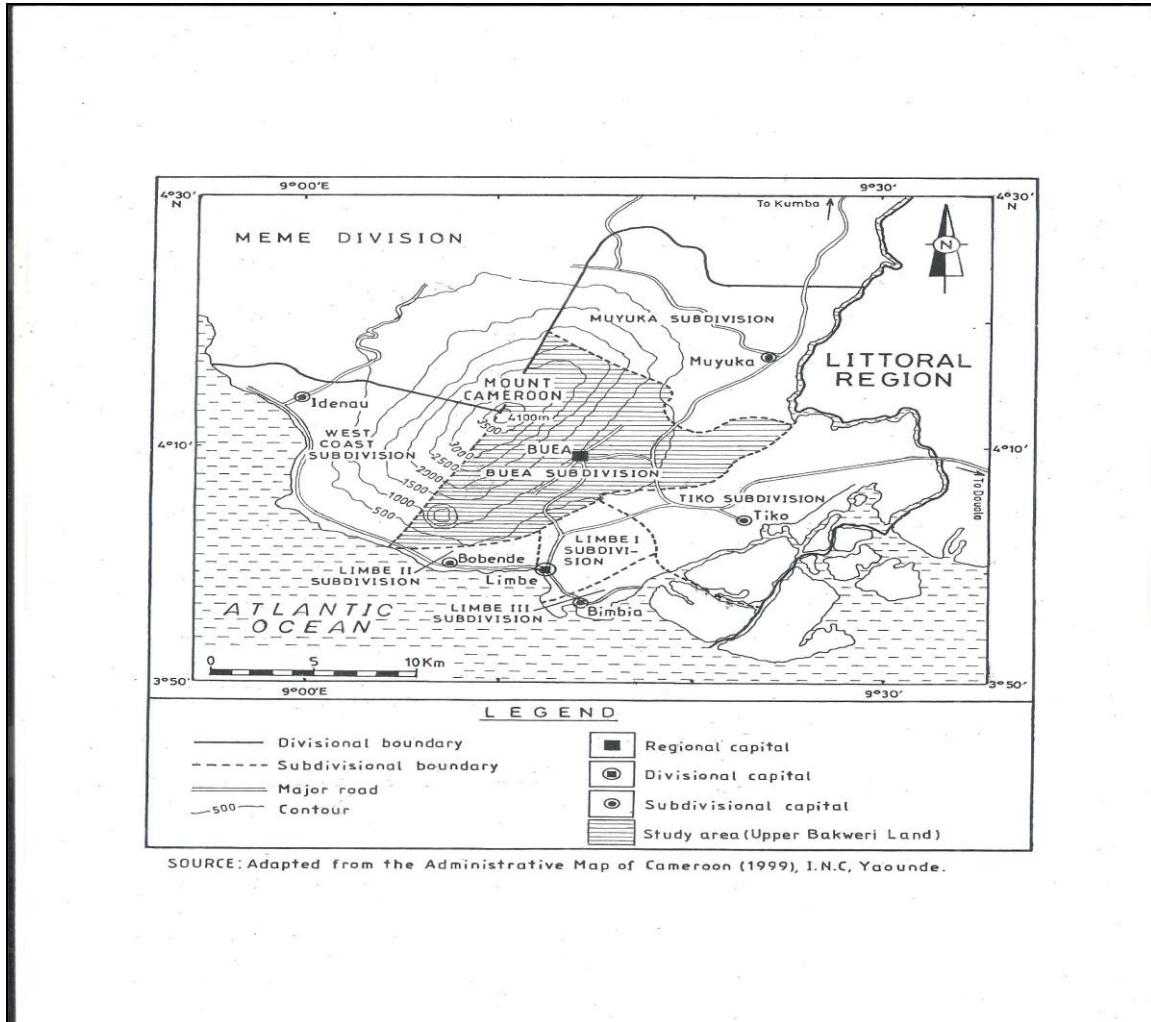 9°00'E
9°30'
4°30'
N
4°30'
N
To Kumba
MEME DIVISION
N
MUYUKA SUBDIVISION
Muyuka
LITTORAL
REGION
MOUNT
CAMEROON
4100m
Idenau
3500
WEST
COAST
SUBDIVISION
4°10'
4°10'
BUEA
3000
2500
2000
1500
1000
500
BUEA SUBDIVISION
To Douala
TIKO SUBDIVISION
Tiko
LIMBE I
SUBDIVI-
SION
Bobende
LIMBE II
SUBDIVISION
Limbe
LIMBE III
SUBDIVISION
Bimbia
ATLANTIC
OCEAN
0 5 10Km
3°50'
3°50'
9°00'E
9°30'
LEGEND
Divisional boundary
Subdivisional boundary
Major road
500 Contour
Regional capital
Divisional capital
Subdivisional capital
Study area (Upper Bakweri Land)
SOURCE: Adapted from the Administrative Map of Cameroon (1999), I.N.C, Yaounde.